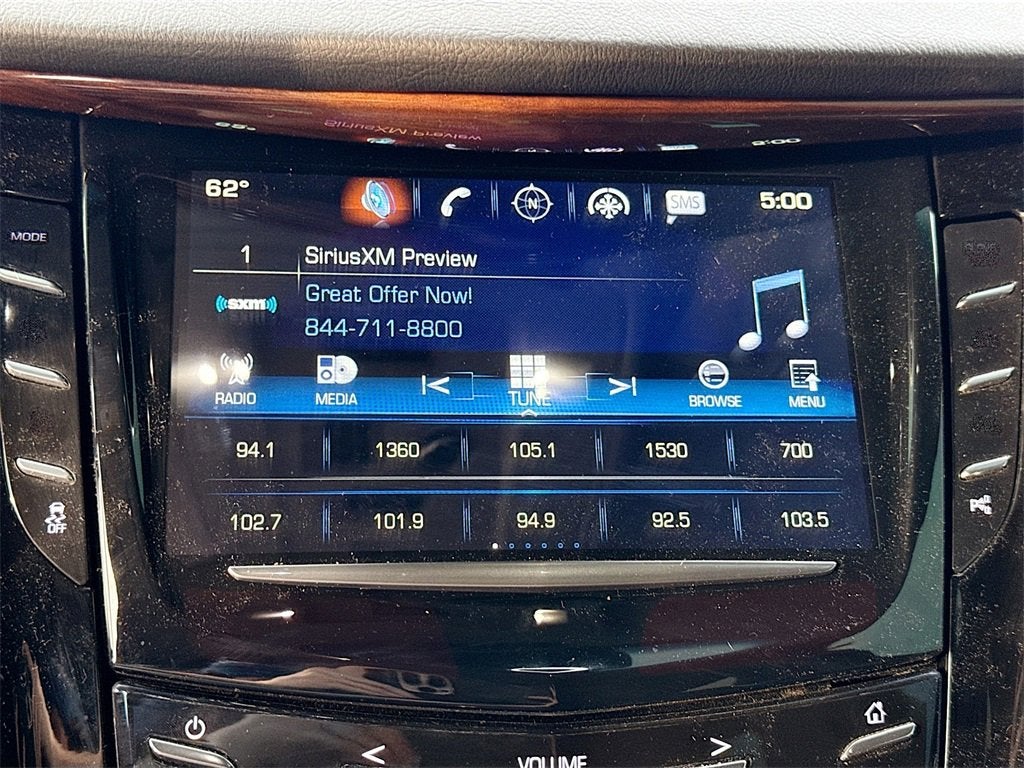 62° N SMS 5:00
1 SiriusXM Preview
((sxm)) Great Offer Now!
844-711-8800
RADIO MEDIA TUNE BROWSE MENU
94.1 1360 105.1 1530 700
102.7 101.9 94.9 92.5 103.5
MODE
OFF
VOLUME